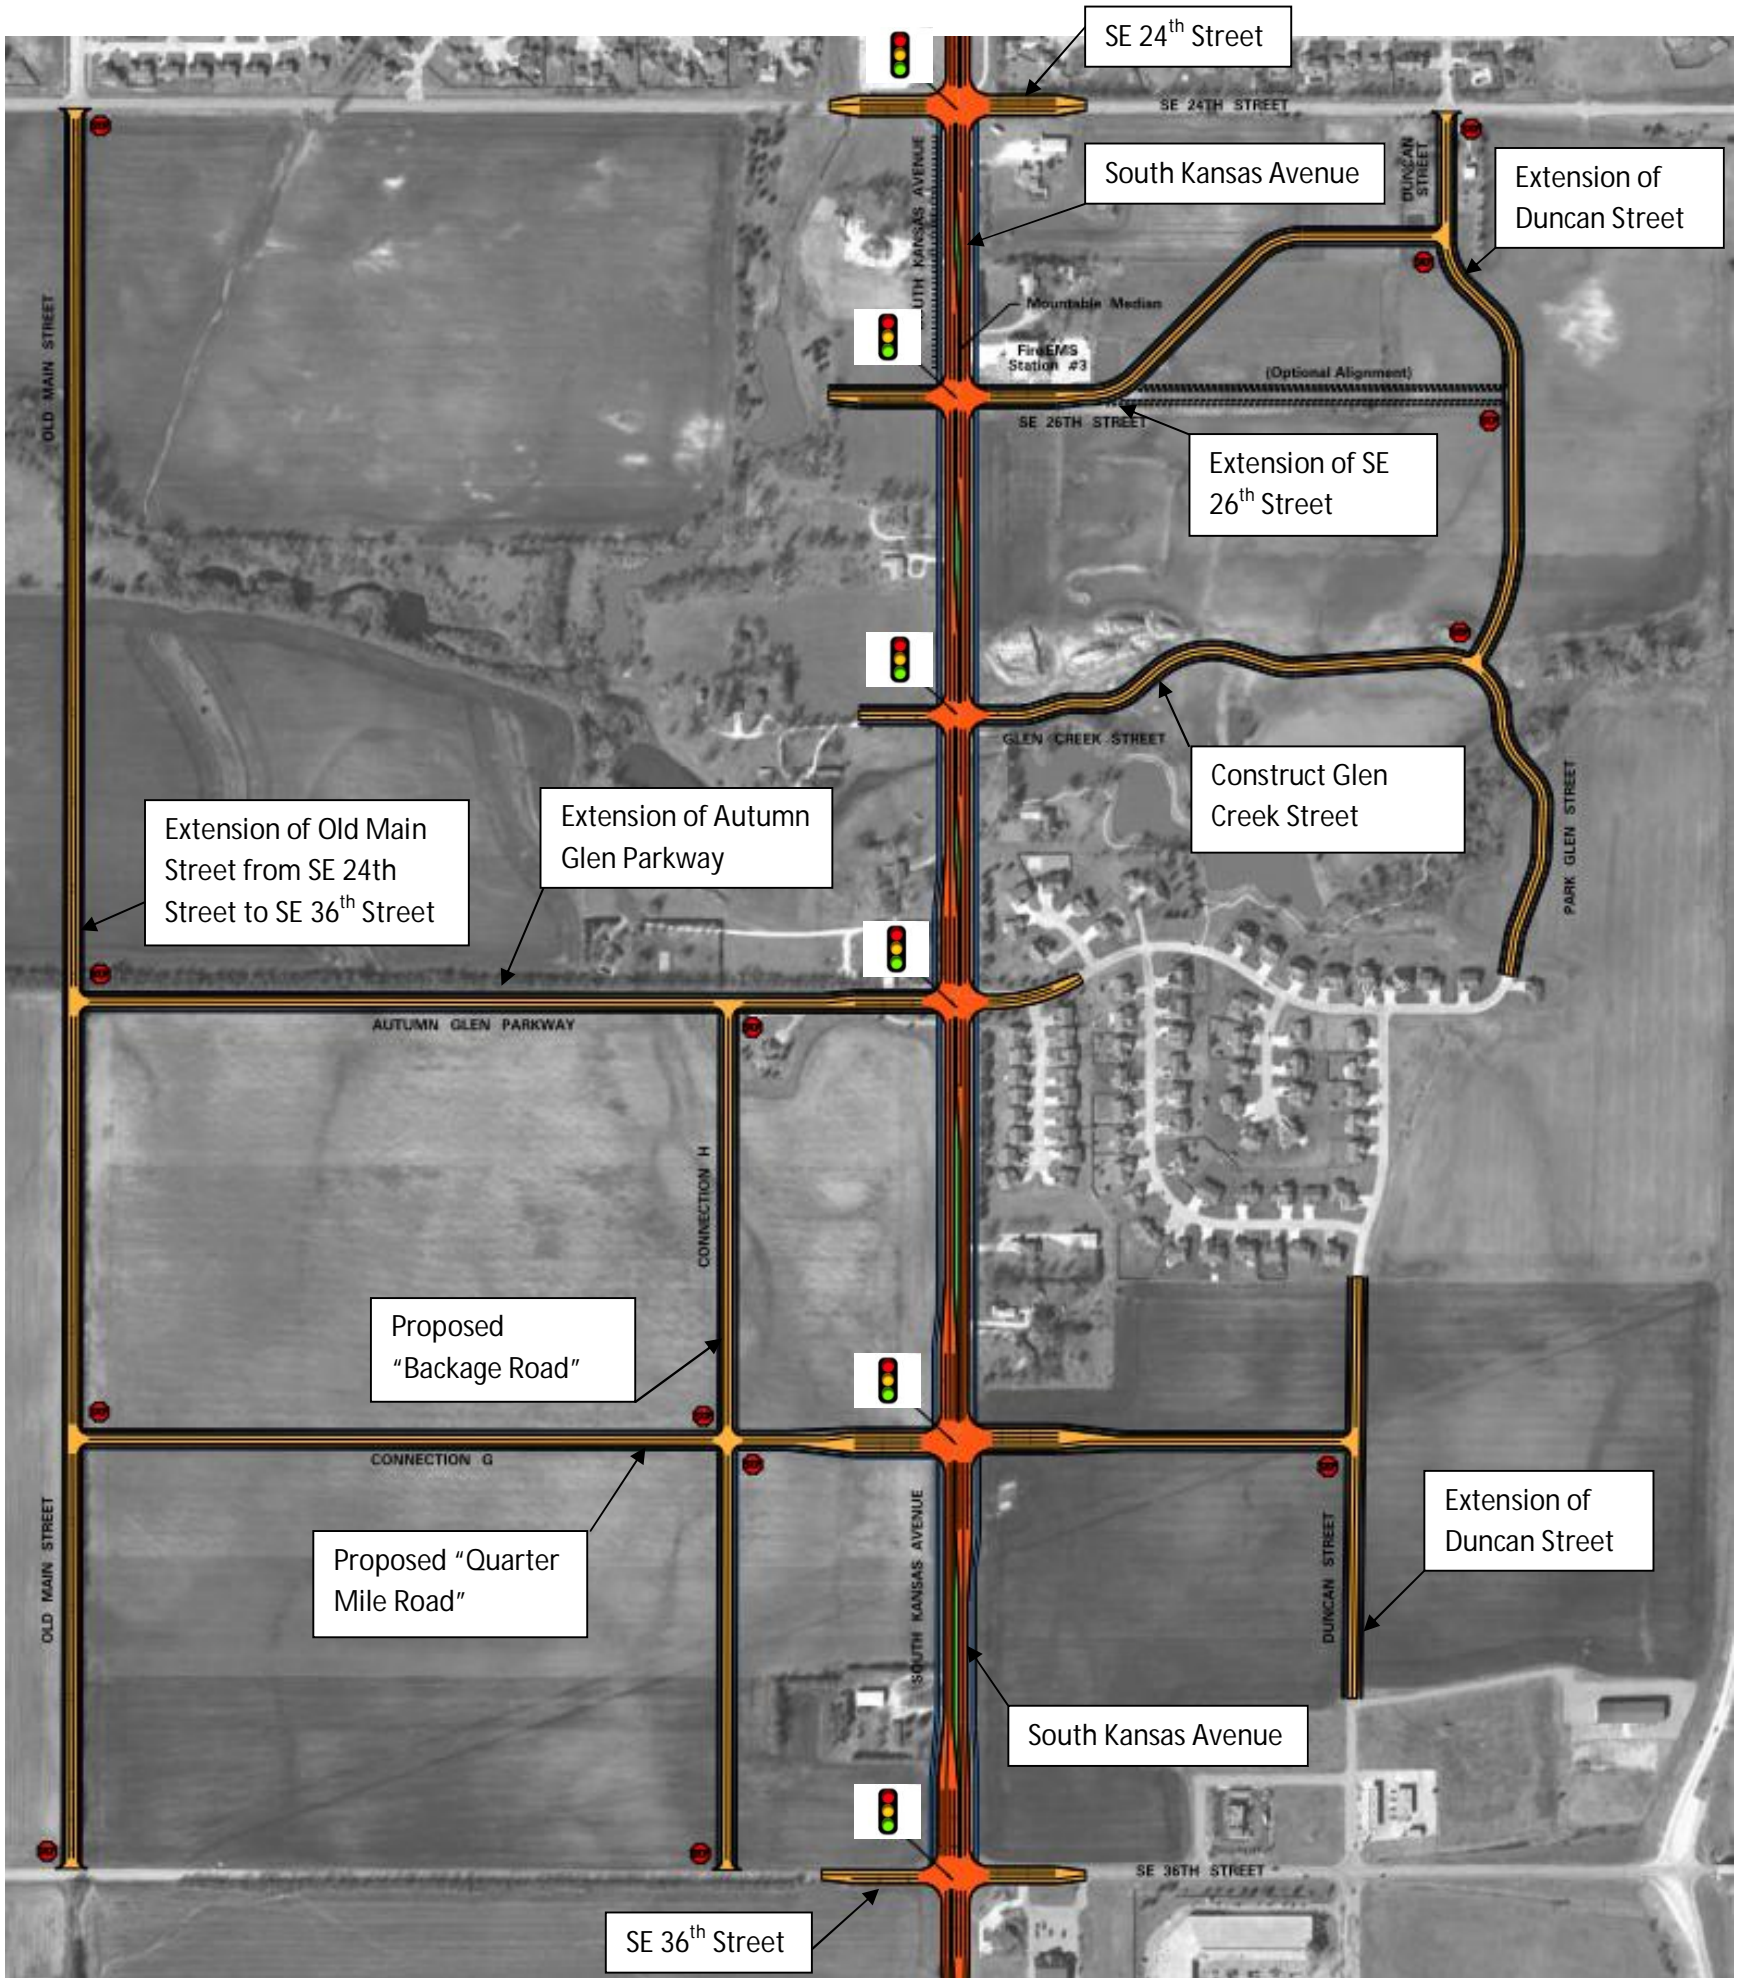 SE 24th Street
SE 24TH STREET
SOUTH KANSAS AVENUE
South Kansas Avenue
DUNCAN
STREET
Extension of
Duncan Street
OLD MAIN STREET
Mountable Median
Fire/EMS
Station #3
(Optional Alignment)
SE 26TH STREET
Extension of SE
26th Street
GLEN CREEK STREET
Construct Glen
Creek Street
PARK GLEN STREET
Extension of Old Main
Street from SE 24th
Street to SE 36th Street
Extension of Autumn
Glen Parkway
AUTUMN GLEN PARKWAY
CONNECTION H
Proposed
“Backage Road”
CONNECTION G
Proposed “Quarter
Mile Road”
OLD MAIN STREET
SOUTH KANSAS AVENUE
DUNCAN STREET
Extension of
Duncan Street
South Kansas Avenue
SE 36TH STREET
SE 36th Street